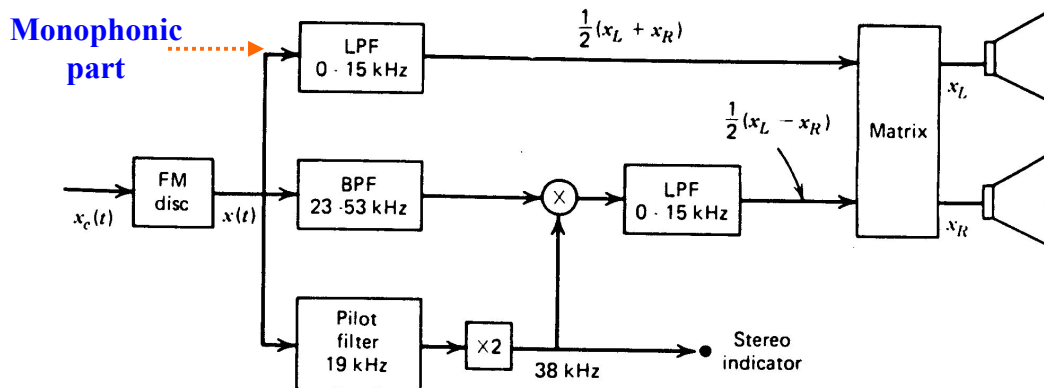 Monophonic
part
LPF
0 - 15 kHz
½(x_L + x_R)
Matrix
x_L
½(x_L − x_R)
x_c(t)
FM
disc
x(t)
BPF
23 -53 kHz
×
LPF
0 - 15 kHz
x_R
Pilot
filter
19 kHz
×2
38 kHz
Stereo
indicator